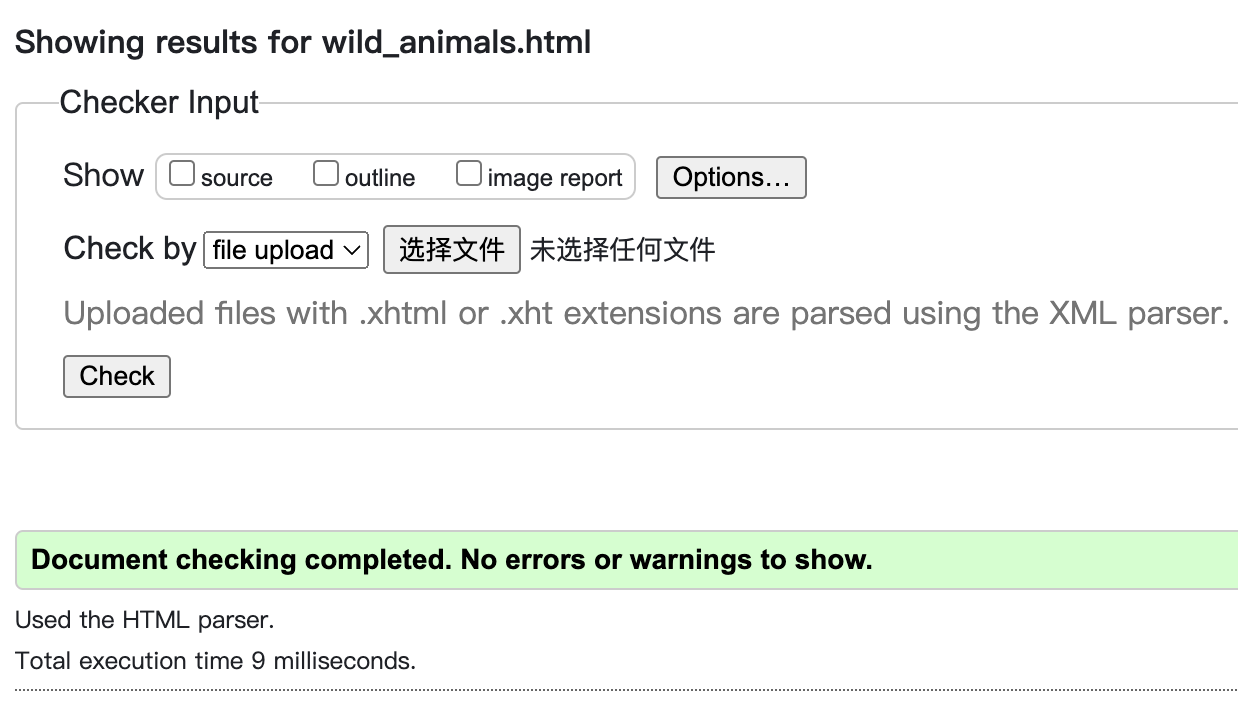 Showing results for wild_animals.html
Checker Input
Show source outline image report Options...
Check by file upload 选择文件 未选择任何文件
Uploaded files with .xhtml or .xht extensions are parsed using the XML parser.
Check
Document checking completed. No errors or warnings to show.
Used the HTML parser.
Total execution time 9 milliseconds.